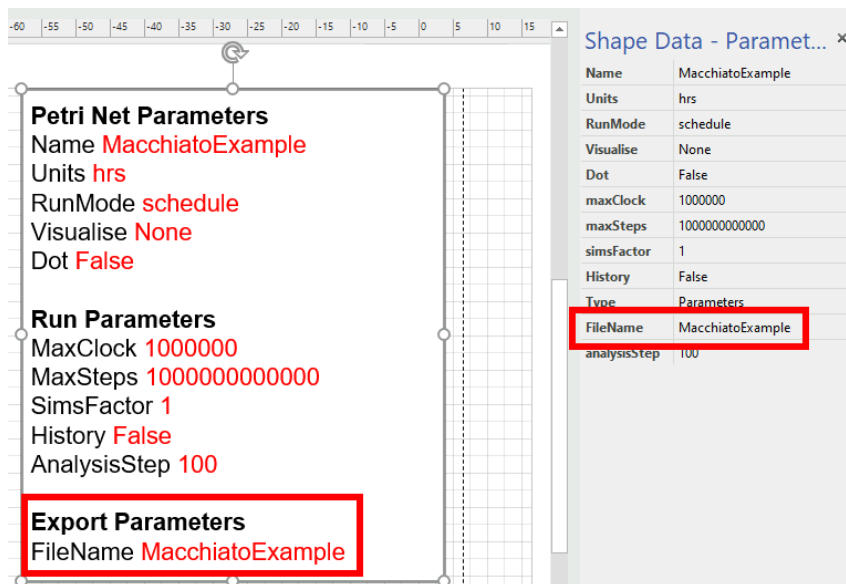 -60 -55 -50 -45 -40 -35 -30 -25 -20 -15 -10 -5 0 5 10 15
Petri Net Parameters
Name MacchiatoExample
Units hrs
RunMode schedule
Visualise None
Dot False
Run Parameters
MaxClock 1000000
MaxSteps 1000000000000
SimsFactor 1
History False
AnalysisStep 100
Export Parameters
FileName MacchiatoExample
Shape Data - Paramet... ×
Name MacchiatoExample
Units hrs
RunMode schedule
Visualise None
Dot False
maxClock 1000000
maxSteps 1000000000000
simsFactor 1
History False
Type Parameters
FileName MacchiatoExample
analysisStep 100